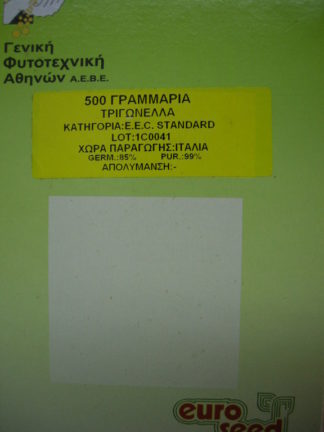 Γενική
Φυτοτεχνική
Αθηνών Α.Ε.Β.Ε.
500 ΓΡΑΜΜΑΡΙΑ
ΤΡΙΓΩΝΕΛΛΑ
ΚΑΤΗΓΟΡΙΑ:E.E.C. STANDARD
LOT:1C0041
ΧΩΡΑ ΠΑΡΑΓΩΓΗΣ:ΙΤΑΛΙΑ
GERM.:85% PUR.:99%
ΑΠΟΛΥΜΑΝΣΗ:-
euro
seed